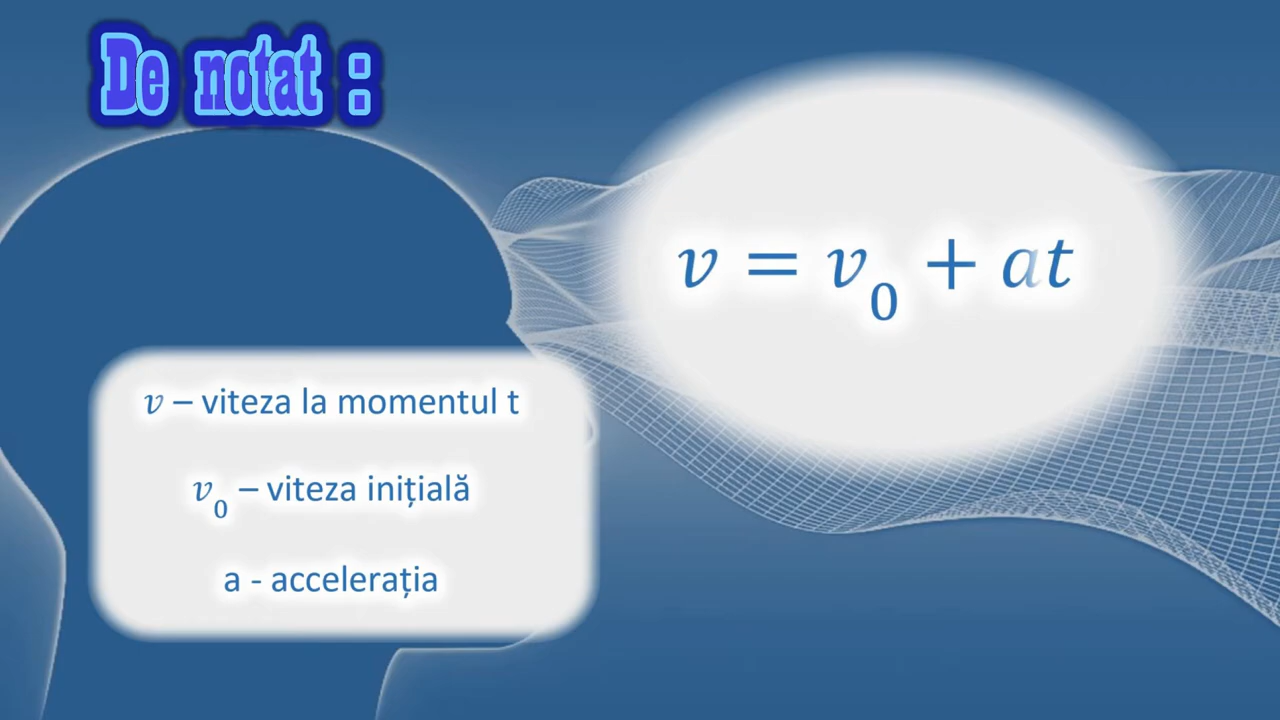 De notat :
v = v₀ + at
v – viteza la momentul t
v₀ – viteza inițială
a - accelerația